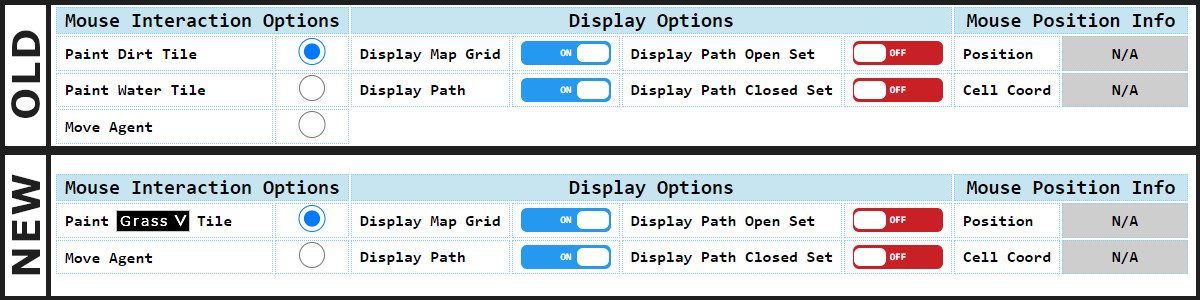 OLD
Mouse Interaction Options Display Options Mouse Position Info
Paint Dirt Tile Display Map Grid ON Display Path Open Set OFF Position N/A
Paint Water Tile Display Path ON Display Path Closed Set OFF Cell Coord N/A
Move Agent
NEW
Mouse Interaction Options Display Options Mouse Position Info
Paint Grass V Tile Display Map Grid ON Display Path Open Set OFF Position N/A
Move Agent Display Path ON Display Path Closed Set OFF Cell Coord N/A